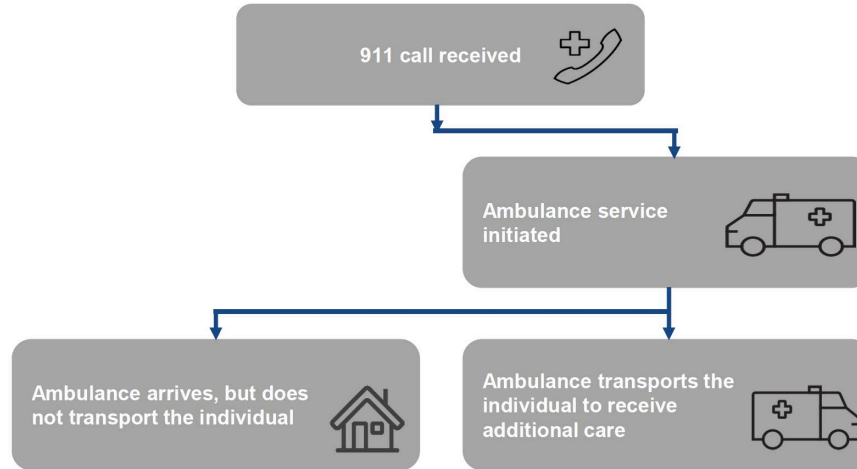 911 call received
Ambulance service
initiated
Ambulance arrives, but does
not transport the individual
Ambulance transports the
individual to receive
additional care